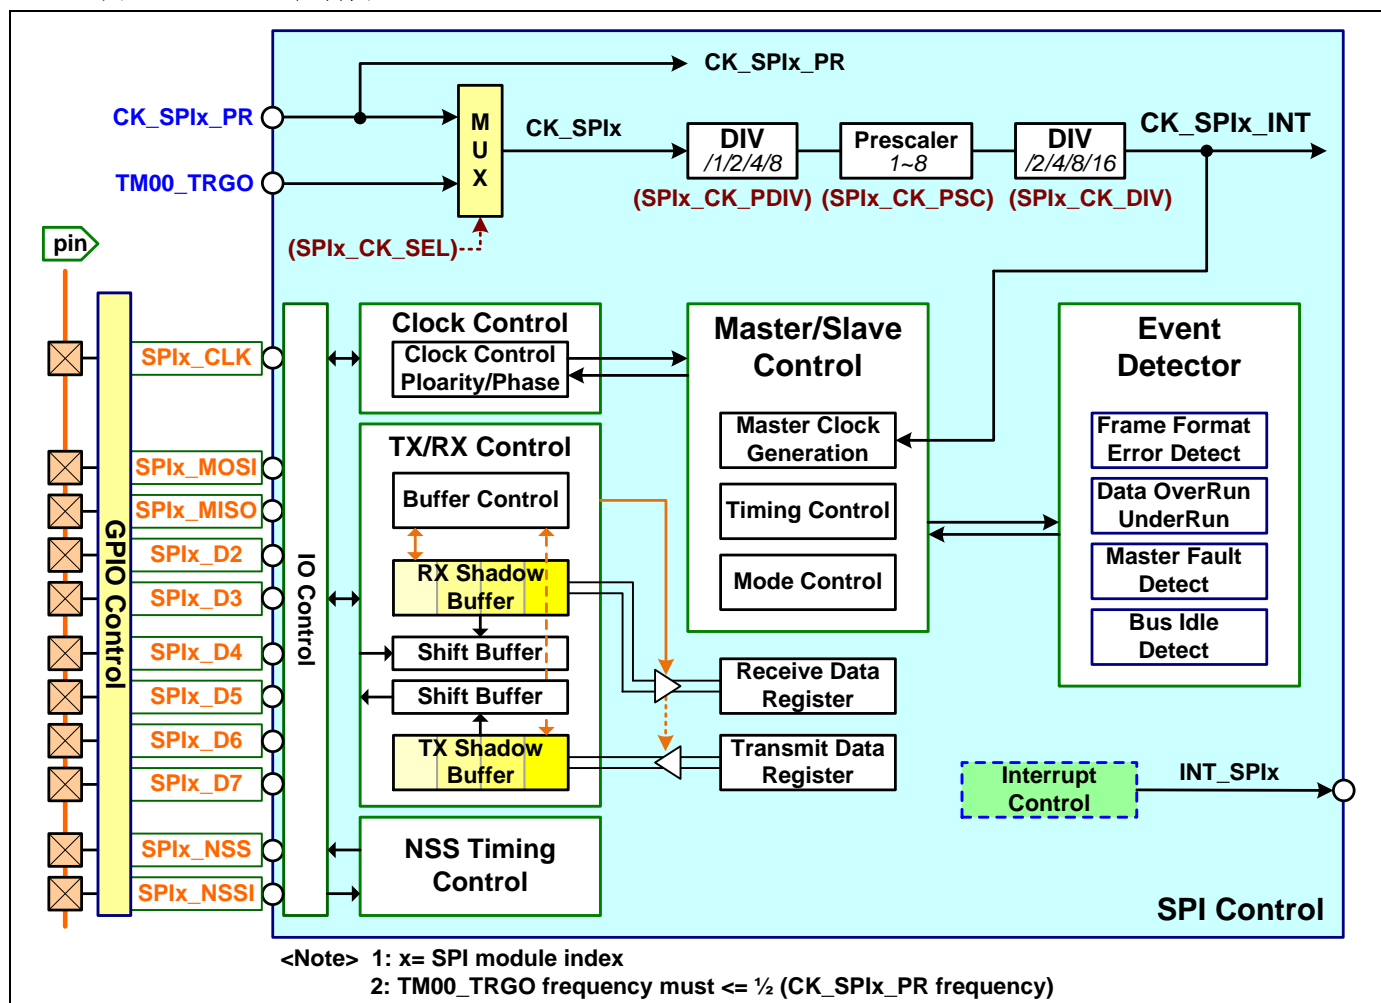 CK_SPIx_PR
CK_SPIx_PR
TM00_TRGO
M
U
X
CK_SPIx
DIV
/1/2/4/8
Prescaler
1~8
DIV
/2/4/8/16
CK_SPIx_INT
(SPIx_CK_PDIV)
(SPIx_CK_PSC)
(SPIx_CK_DIV)
(SPIx_CK_SEL)
pin
GPIO Control
SPIx_CLK
SPIx_MOSI
SPIx_MISO
SPIx_D2
SPIx_D3
SPIx_D4
SPIx_D5
SPIx_D6
SPIx_D7
SPIx_NSS
SPIx_NSSI
IO Control
Clock Control
Clock Control
Ploarity/Phase
TX/RX Control
Buffer Control
RX Shadow
Buffer
Shift Buffer
Shift Buffer
TX Shadow
Buffer
NSS Timing
Control
Master/Slave
Control
Master Clock
Generation
Timing Control
Mode Control
Receive Data
Register
Transmit Data
Register
Event
Detector
Frame Format
Error Detect
Data OverRun
UnderRun
Master Fault
Detect
Bus Idle
Detect
Interrupt
Control
INT_SPIx
SPI Control
<Note> 1: x= SPI module index
2: TM00_TRGO frequency must <= ½ (CK_SPIx_PR frequency)